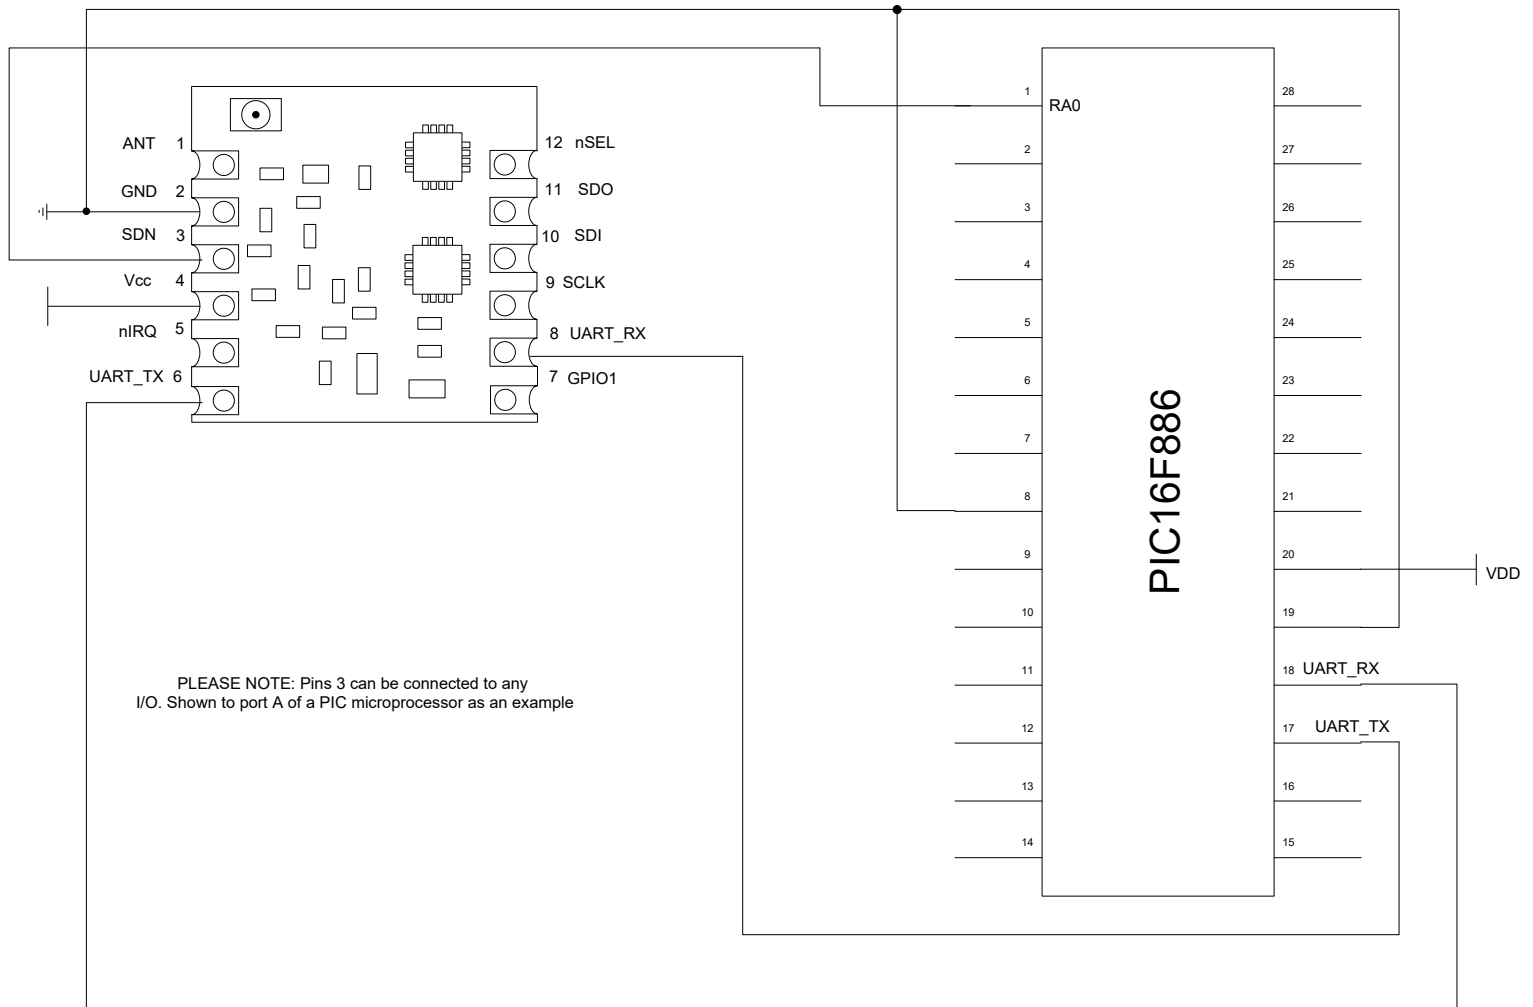 ANT 1
GND 2
SDN 3
Vcc 4
nIRQ 5
UART_TX 6
12 nSEL
11 SDO
10 SDI
9 SCLK
8 UART_RX
7 GPIO1
PLEASE NOTE: Pins 3 can be connected to any
I/O. Shown to port A of a PIC microprocessor as an example
1
RA0
2
3
4
5
6
7
8
9
10
11
12
13
14
PIC16F886
28
27
26
25
24
23
22
21
20
VDD
19
18 UART_RX
17 UART_TX
16
15